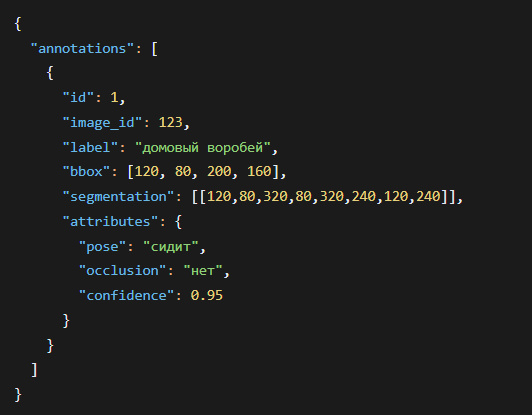 {
  "annotations": [
    {
      "id": 1,
      "image_id": 123,
      "label": "домовый воробей",
      "bbox": [120, 80, 200, 160],
      "segmentation": [[120,80,320,80,320,240,120,240]],
      "attributes": {
        "pose": "сидит",
        "occlusion": "нет",
        "confidence": 0.95
      }
    }
  ]
}